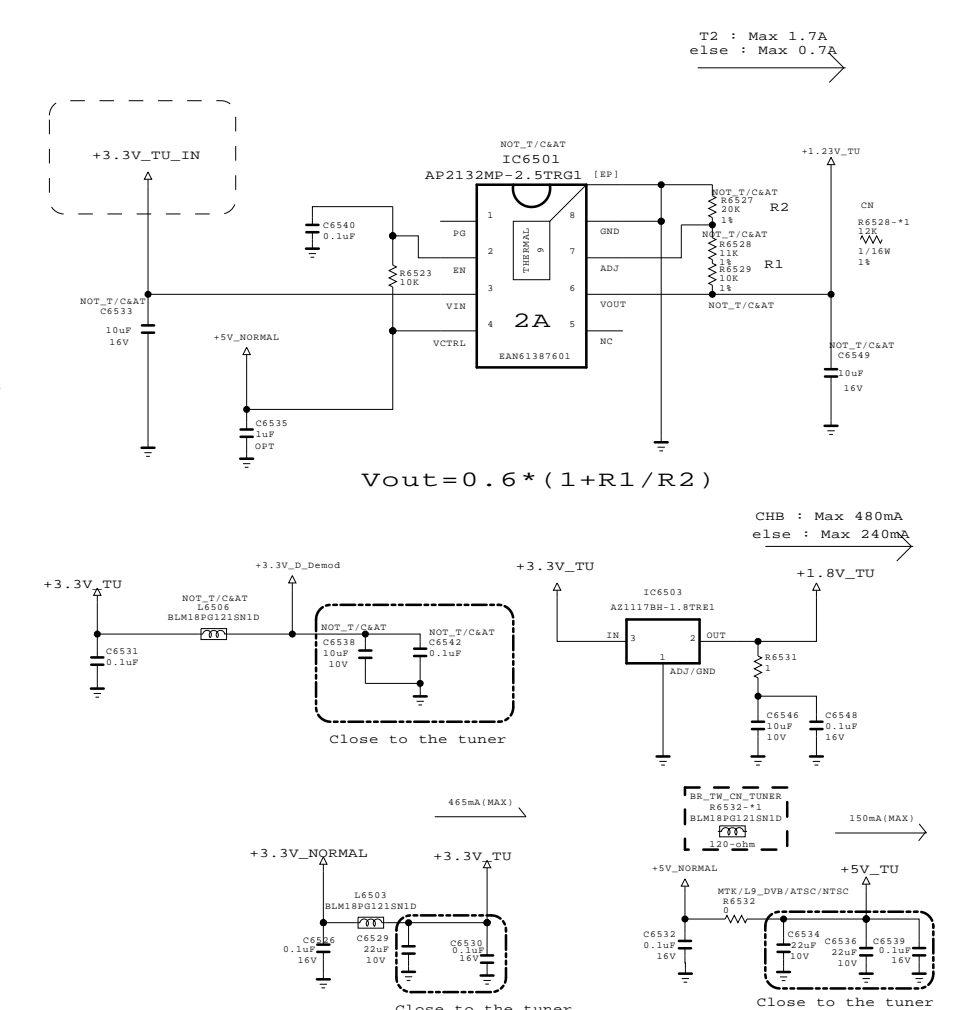 T2 : Max 1.7A
else : Max 0.7A
+3.3V_TU_IN
NOT_T/C&AT
IC6501
AP2132MP-2.5TRG1
[EP]
+1.23V_TU
C6540
0.1uF
1
PG
2
EN
3
VIN
4
VCTRL
THERMAL
9
8
GND
7
ADJ
6
VOUT
5
NC
2A
EAN61387601
R6523
10K
NOT_T/C&AT
R6527
20K
1%
R2
NOT_T/C&AT
R6528
11K
1%
R6529
10K
1%
R1
NOT_T/C&AT
CN
R6528-*1
12K
1/16W
1%
NOT_T/C&AT
C6533
10uF
16V
+5V_NORMAL
C6535
1uF
OPT
NOT_T/C&AT
C6549
10uF
16V
Vout=0.6*(1+R1/R2)
CHB : Max 480mA
else : Max 240mA
+3.3V_TU
NOT_T/C&AT
L6506
BLM18PG121SN1D
+3.3V_D_Demod
C6531
0.1uF
NOT_T/C&AT
C6538
10uF
10V
NOT_T/C&AT
C6542
0.1uF
Close to the tuner
+3.3V_TU
IC6503
AZ1117BH-1.8TRE1
IN
3
2
OUT
1
ADJ/GND
+1.8V_TU
R6531
1
C6546
10uF
10V
C6548
0.1uF
16V
465mA(MAX)
+3.3V_NORMAL
+3.3V_TU
L6503
BLM18PG121SN1D
C6526
0.1uF
16V
C6529
22uF
10V
C6530
0.1uF
16V
Close to the tuner
BR_TW_CN_TUNER
R6532-*1
BLM18PG121SN1D
120-ohm
150mA(MAX)
+5V_NORMAL
+5V_TU
MTK/L9_DVB/ATSC/NTSC
R6532
0
C6532
0.1uF
16V
C6534
22uF
10V
C6536
22uF
10V
C6539
0.1uF
16V
Close to the tuner